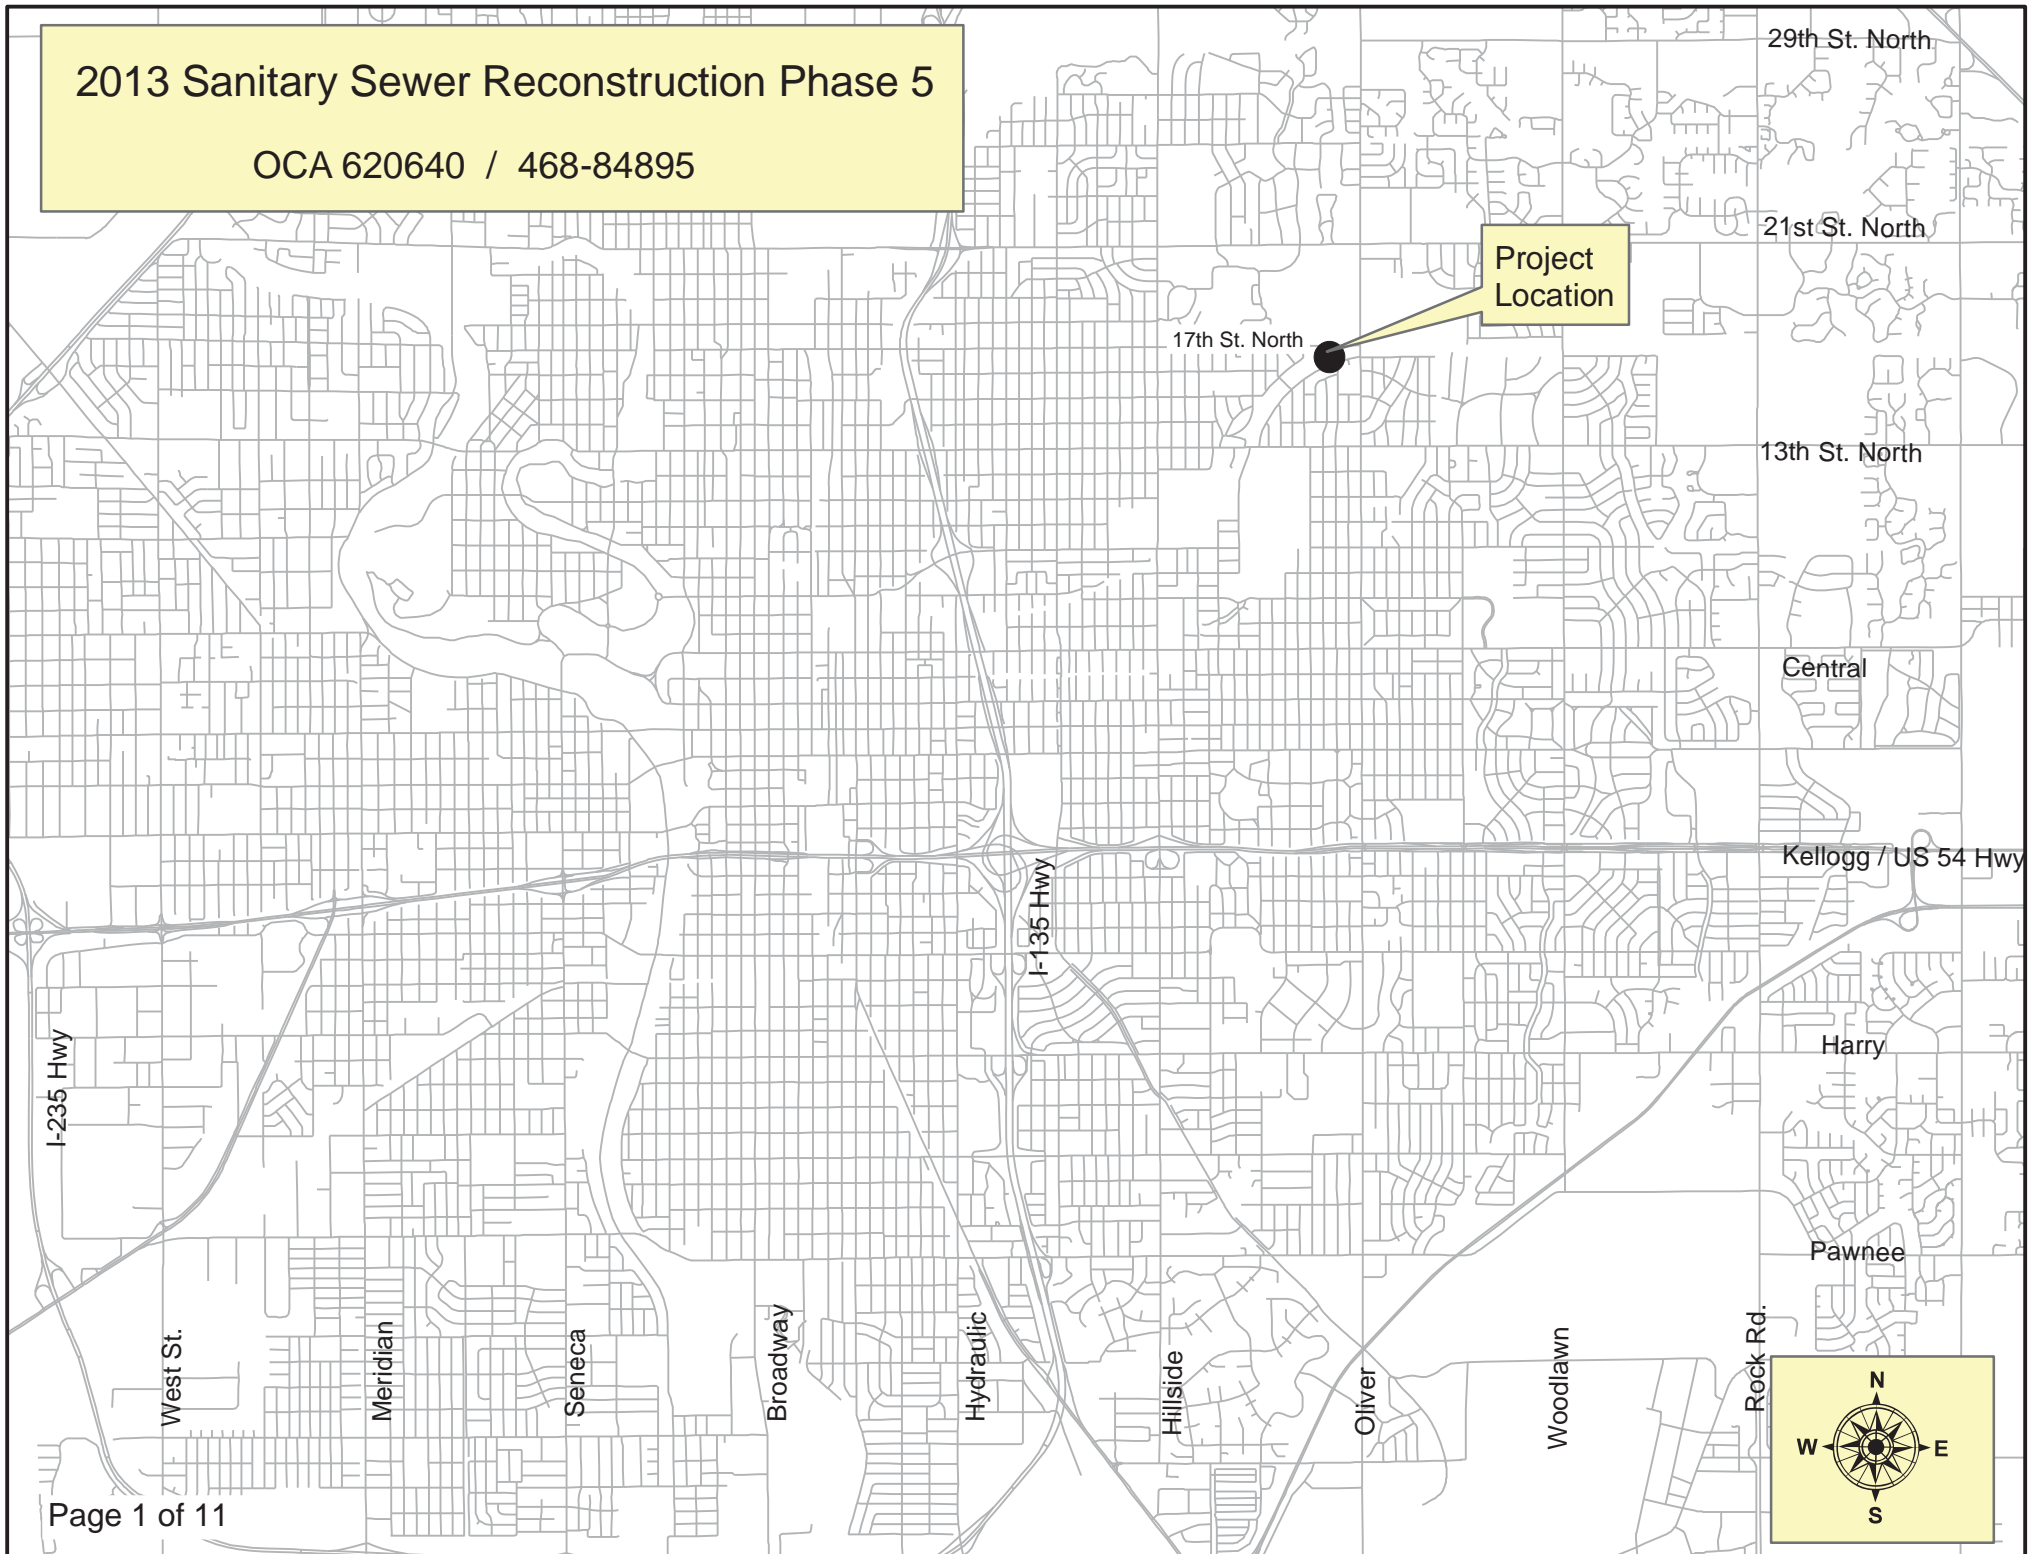 2013 Sanitary Sewer Reconstruction Phase 5
OCA 620640 / 468-84895
29th St. North
21st St. North
Project
Location
17th St. North
13th St. North
Central
Kellogg / US 54 Hwy
I-135 Hwy
Harry
I-235 Hwy
Pawnee
West St.
Meridian
Seneca
Broadway
Hydraulic
Hillside
Oliver
Woodlawn
Rock Rd.
N
W E
S
Page 1 of 11